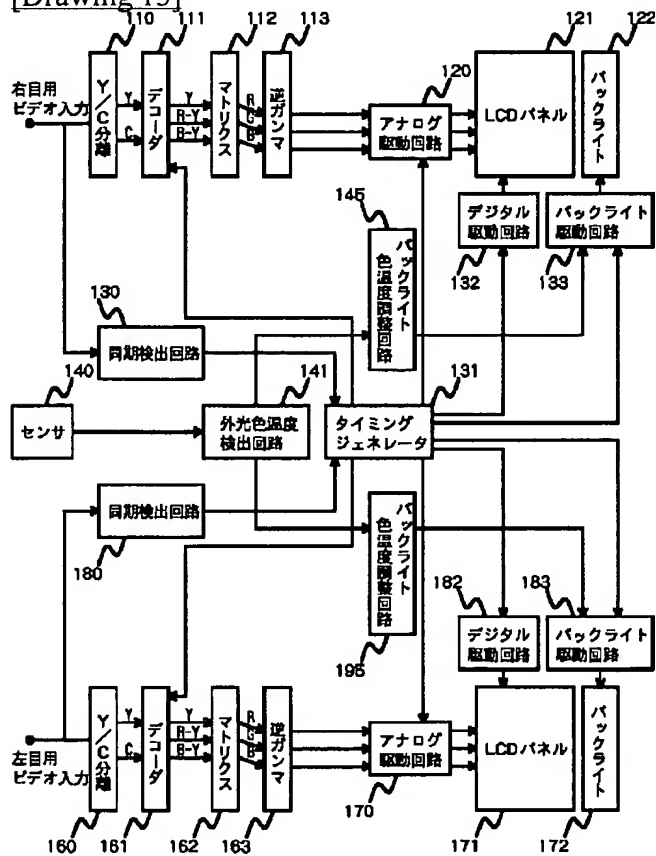 [Drawing 15]
110 111 112 113 121 122
右目用
ビデオ入力
Y/C分離
Y
C
デコーダ
Y
R-Y
B-Y
マトリクス
R
G
B
逆ガンマ
120
アナログ
駆動回路
LCDパネル
バックライト
145
バックライト
色温度調整回路
デジタル
駆動回路
132
バックライト
駆動回路
133
130
同期検出回路
140
センサ
141
外光色温度
検出回路
131
タイミング
ジェネレータ
同期検出回路
180
バックライト
色温度調整回路
195
182
デジタル
駆動回路
183
バックライト
駆動回路
左目用
ビデオ入力
Y/C分離
Y
C
デコーダ
Y
R-Y
B-Y
マトリクス
R
G
B
逆ガンマ
アナログ
駆動回路
170
LCDパネル
バックライト
160 161 162 163 171 172